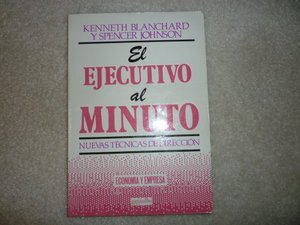 KENNETH BLANCHARD
Y SPENCER JOHNSON
El
EJECUTIVO
al
MINUTO
NUEVAS TÉCNICAS DE DIRECCIÓN
ECONOMÍA Y EMPRESA